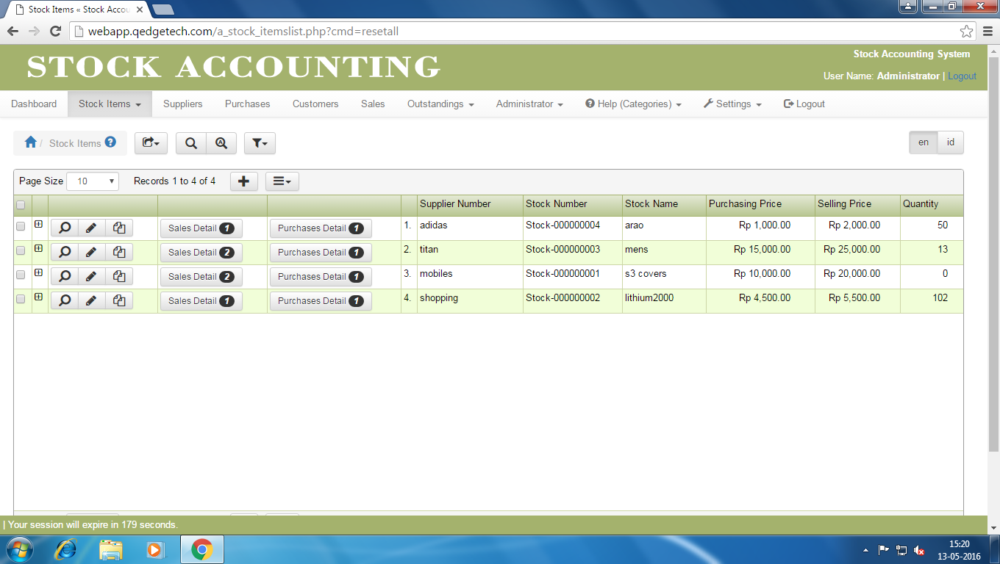 Stock Items « Stock Accou
webapp.qedgetech.com/a_stock_itemslist.php?cmd=resetall
STOCK ACCOUNTING
Stock Accounting System
User Name: Administrator | Logout
Dashboard Stock Items Suppliers Purchases Customers Sales Outstandings Administrator Help (Categories) Settings Logout
/ Stock Items
en id
Page Size 10 Records 1 to 4 of 4
Supplier Number Stock Number Stock Name Purchasing Price Selling Price Quantity
Sales Detail 1 Purchases Detail 1 1. adidas Stock-000000004 arao Rp 1,000.00 Rp 2,000.00 50
Sales Detail 2 Purchases Detail 1 2. titan Stock-000000003 mens Rp 15,000.00 Rp 25,000.00 13
Sales Detail 2 Purchases Detail 1 3. mobiles Stock-000000001 s3 covers Rp 10,000.00 Rp 20,000.00 0
Sales Detail 1 Purchases Detail 1 4. shopping Stock-000000002 lithium2000 Rp 4,500.00 Rp 5,500.00 102
| Your session will expire in 179 seconds.
15:20
13-05-2016